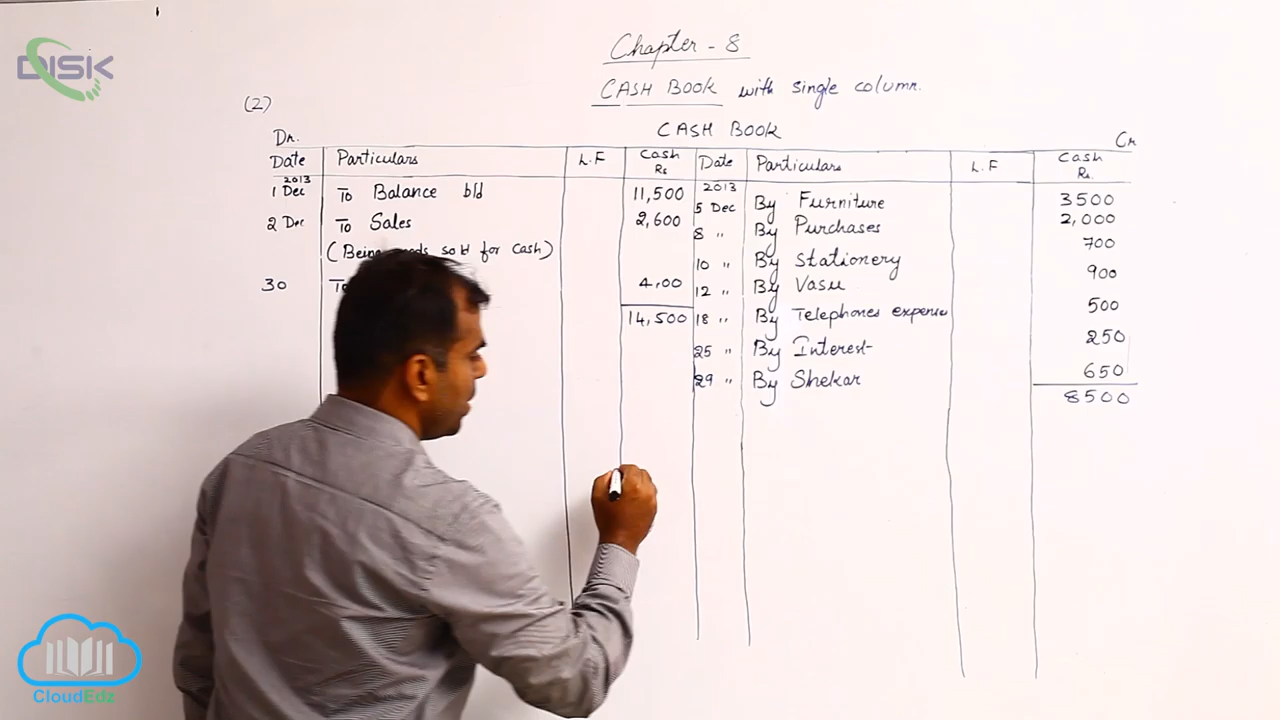 DISK
Chapter - 8
CASH BOOK with single column.
(2)
CASH BOOK
Dr. Cr
Date Particulars L.F Cash Rs Date Particulars L.F Cash Rs.
2013 2013
1 Dec To Balance b/d 11,500 5 Dec By Furniture 3500
2 Dec To Sales 2,600 8 " By Purchases 2,000
(Being sold for cash) 700
10 " By Stationery 900
30 To 4,00 12 " By Vasu
14,500 18 " By Telephones expense 500
25 " By Interest 250
29 " By Shekar 650
8500
CloudEdz